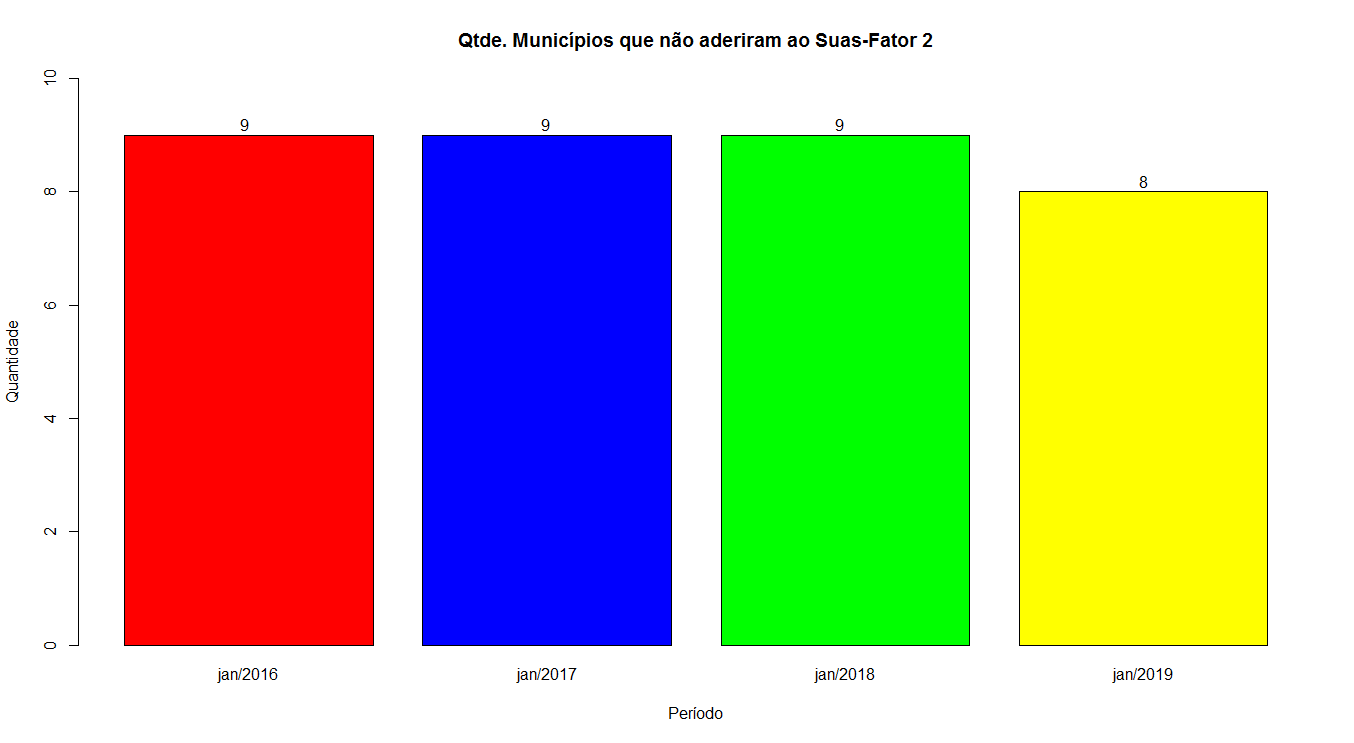 Qtde. Municípios que não aderiram ao Suas-Fator 2
10
8
6
4
2
0
Quantidade
9
9
9
8
jan/2016
jan/2017
jan/2018
jan/2019
Período